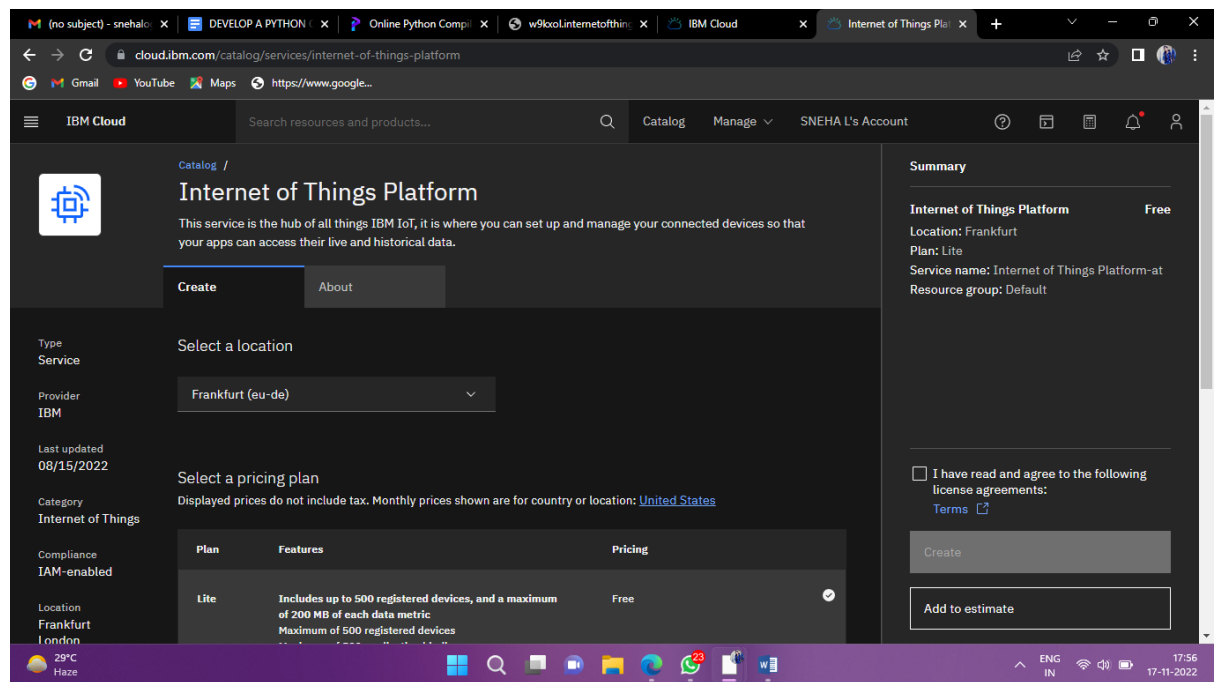 (no subject) - snehalo
DEVELOP A PYTHON
Online Python Compil
w9kxol.internetofthin
IBM Cloud
Internet of Things Plat
cloud.ibm.com/catalog/services/internet-of-things-platform
Gmail
YouTube
Maps
https://www.google...
IBM Cloud
Search resources and products...
Catalog
Manage
SNEHA L's Account
Catalog /
Internet of Things Platform
This service is the hub of all things IBM IoT, it is where you can set up and manage your connected devices so that
your apps can access their live and historical data.
Create
About
Type
Service
Provider
IBM
Last updated
08/15/2022
Category
Internet of Things
Compliance
IAM-enabled
Location
Frankfurt
London
Select a location
Frankfurt (eu-de)
Select a pricing plan
Displayed prices do not include tax. Monthly prices shown are for country or location: United States
Plan
Features
Pricing
Lite
Includes up to 500 registered devices, and a maximum
of 200 MB of each data metric
Maximum of 500 registered devices
Free
Summary
Internet of Things Platform
Free
Location: Frankfurt
Plan: Lite
Service name: Internet of Things Platform-at
Resource group: Default
I have read and agree to the following
license agreements:
Terms
Create
Add to estimate
29°C
Haze
23
ENG
IN
17:56
17-11-2022